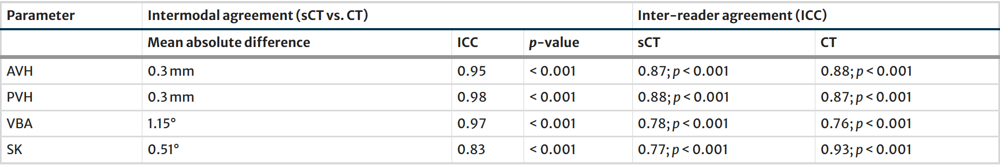 Parameter Intermodal agreement (sCT vs. CT) Inter-reader agreement (ICC)
Mean absolute difference ICC p-value sCT CT
AVH 0.3 mm 0.95 < 0.001 0.87; p < 0.001 0.88; p < 0.001
PVH 0.3 mm 0.98 < 0.001 0.88; p < 0.001 0.87; p < 0.001
VBA 1.15° 0.97 < 0.001 0.78; p < 0.001 0.76; p < 0.001
SK 0.51° 0.83 < 0.001 0.77; p < 0.001 0.93; p < 0.001